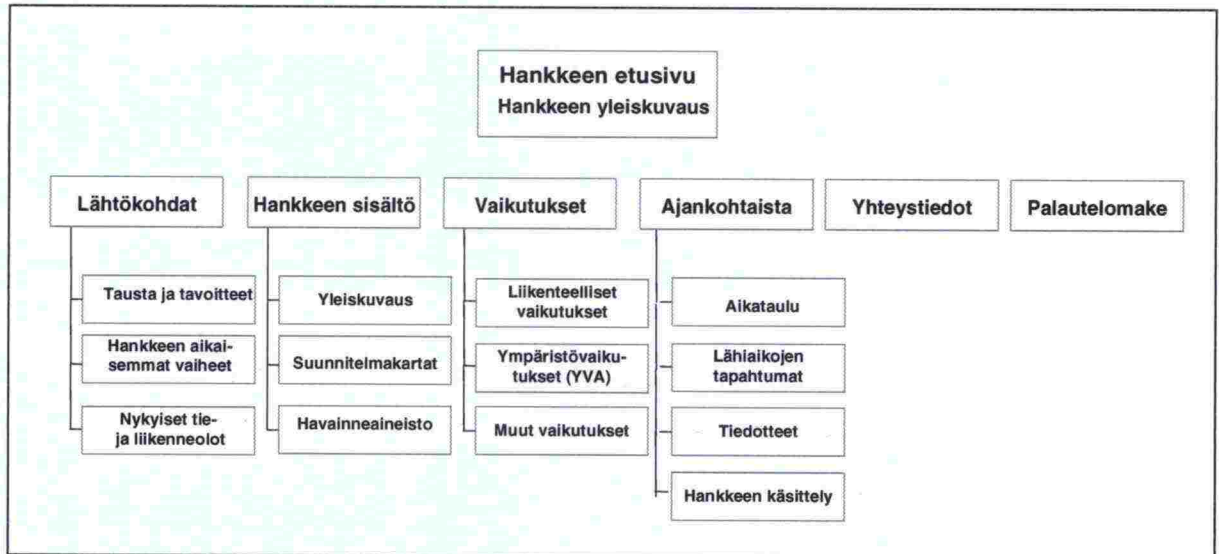 Hankkeen etusivu
Hankkeen yleiskuvaus
Lähtökohdat
Hankkeen sisältö
Vaikutukset
Ajankohtaista
Yhteystiedot
Palautelomake
Tausta ja tavoitteet
Hankkeen aikai-
semmat vaiheet
Nykyiset tie-
ja liikenneolot
Yleiskuvaus
Suunnitelmakartat
Havainneaineisto
Liikenteelliset
vaikutukset
Ympäristövaiku-
tukset (YVA)
Muut vaikutukset
Aikataulu
Lähiaikojen
tapahtumat
Tiedotteet
Hankkeen käsittely